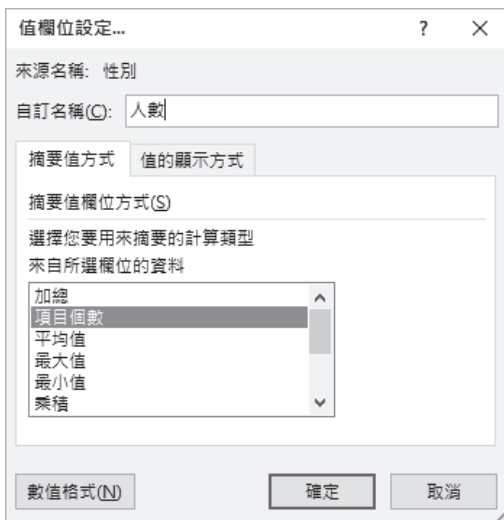 值欄位設定...
? ×
來源名稱: 性別
自訂名稱(C): 人數
摘要值方式 值的顯示方式
摘要值欄位方式(S)
選擇您要用來摘要的計算類型
來自所選欄位的資料
加總
項目個數
平均值
最大值
最小值
乘積
數值格式(N) 確定 取消